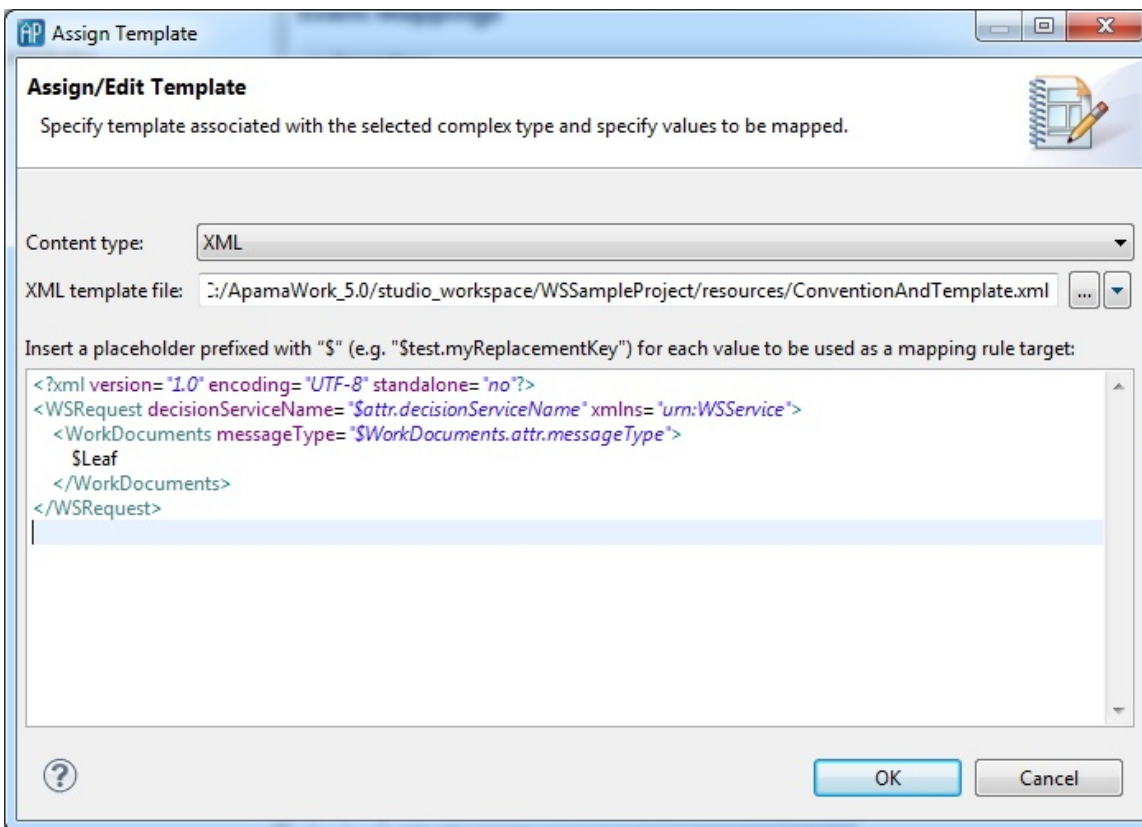 AP Assign Template
Assign/Edit Template
Specify template associated with the selected complex type and specify values to be mapped.
Content type: XML
XML template file: :/ApamaWork_5.0/studio_workspace/WSSampleProject/resources/ConventionAndTemplate.xml ...
Insert a placeholder prefixed with "$" (e.g. "$test.myReplacementKey") for each value to be used as a mapping rule target:
<?xml version="1.0" encoding="UTF-8" standalone="no"?>
<WSRequest decisionServiceName="$attr.decisionServiceName" xmlns="urn:WSService">
<WorkDocuments messageType="$WorkDocuments.attr.messageType">
$Leaf
</WorkDocuments>
</WSRequest>
?
OK Cancel